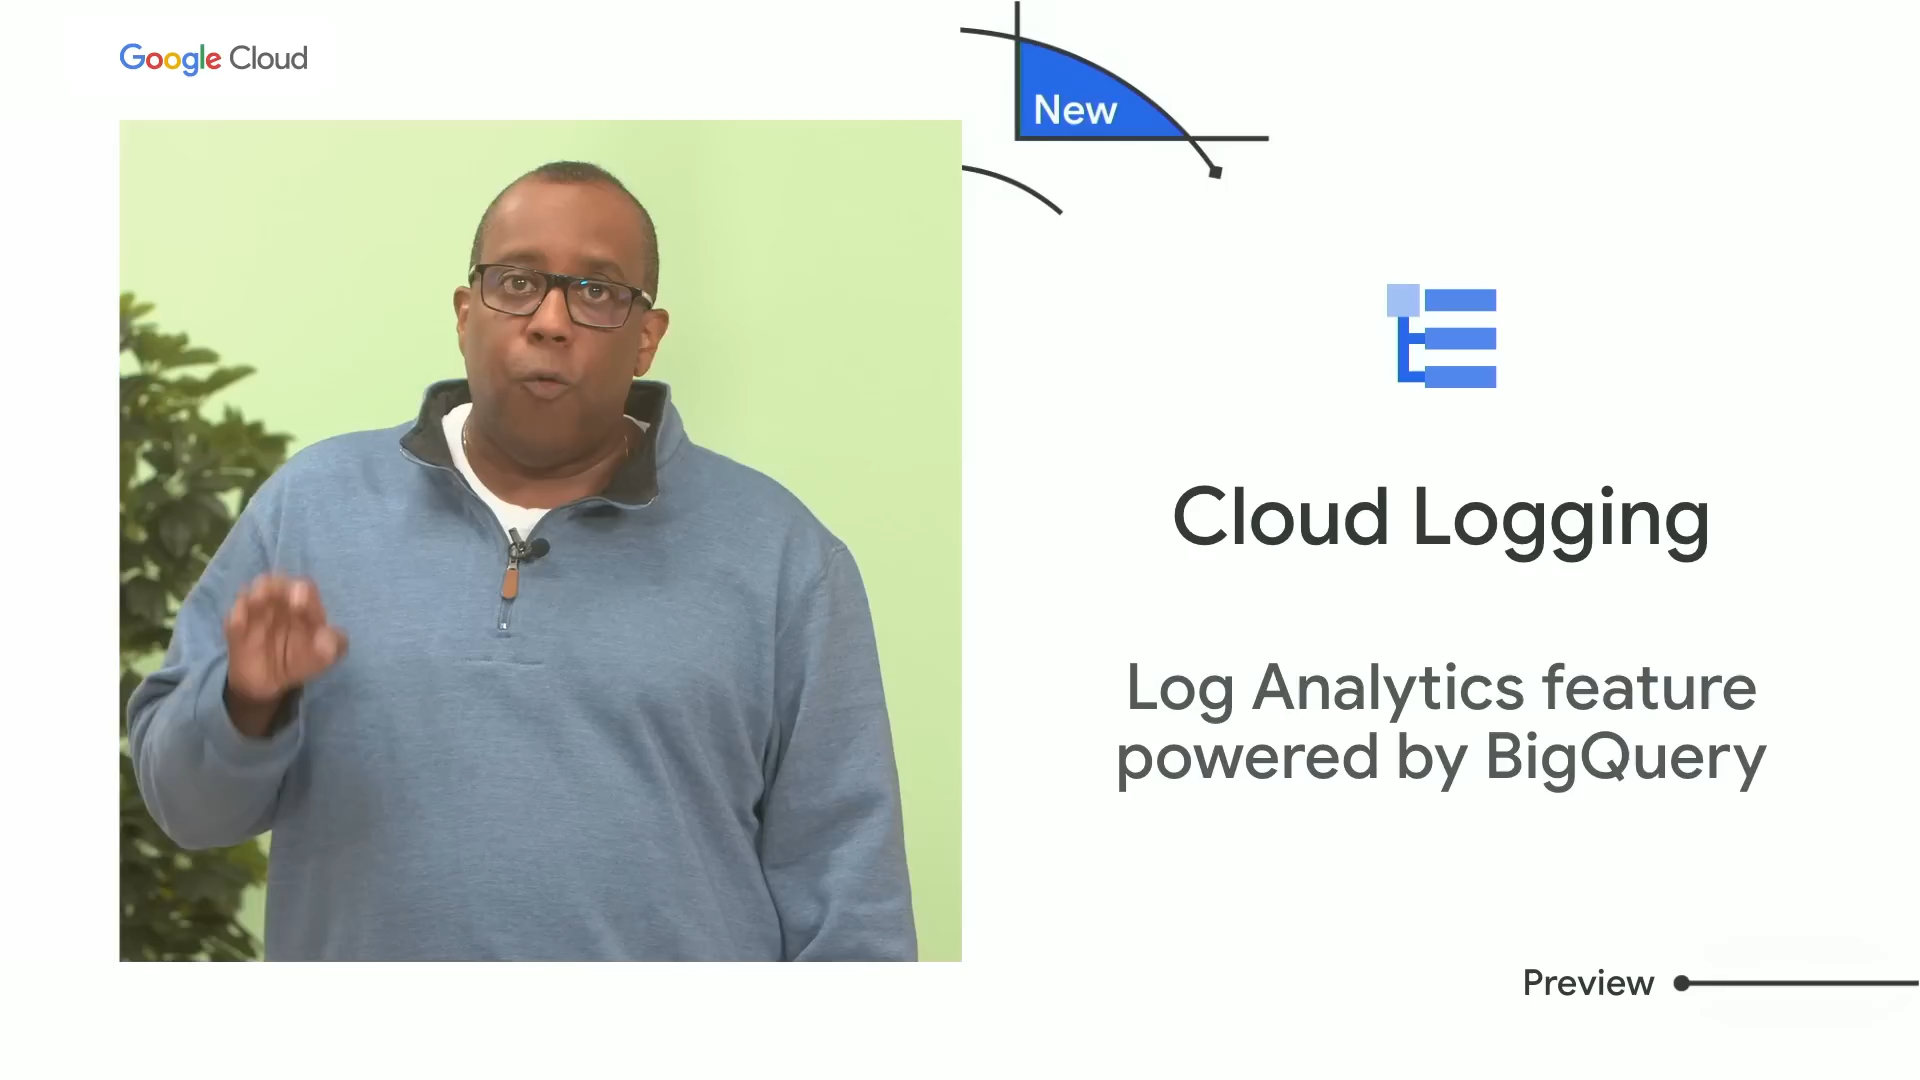 Google Cloud
New
Cloud Logging
Log Analytics feature
powered by BigQuery
Preview